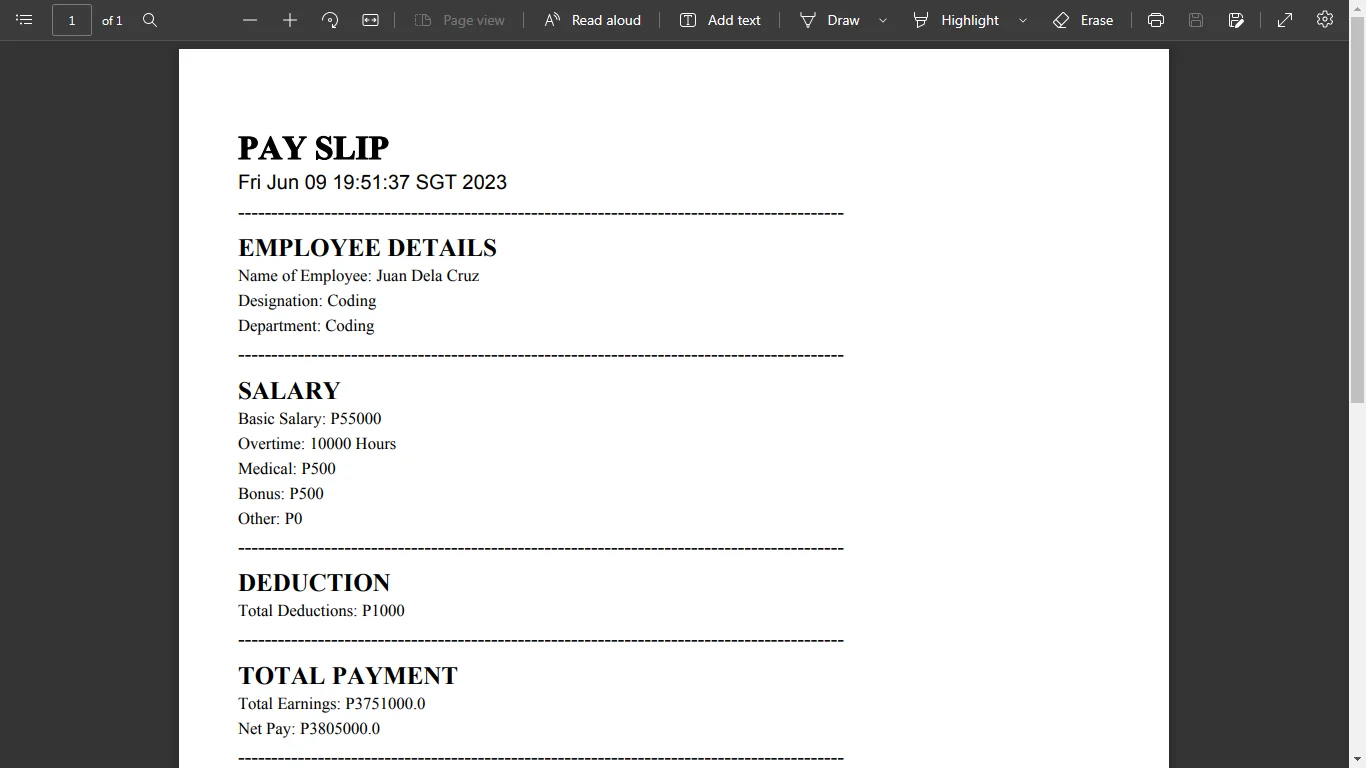 1 of 1 Page view Read aloud Add text Draw Highlight Erase
PAY SLIP
Fri Jun 09 19:51:37 SGT 2023
--------------------------------------------------------------------------------------------
EMPLOYEE DETAILS
Name of Employee: Juan Dela Cruz
Designation: Coding
Department: Coding
--------------------------------------------------------------------------------------------
SALARY
Basic Salary: P55000
Overtime: 10000 Hours
Medical: P500
Bonus: P500
Other: P0
--------------------------------------------------------------------------------------------
DEDUCTION
Total Deductions: P1000
--------------------------------------------------------------------------------------------
TOTAL PAYMENT
Total Earnings: P3751000.0
Net Pay: P3805000.0
--------------------------------------------------------------------------------------------